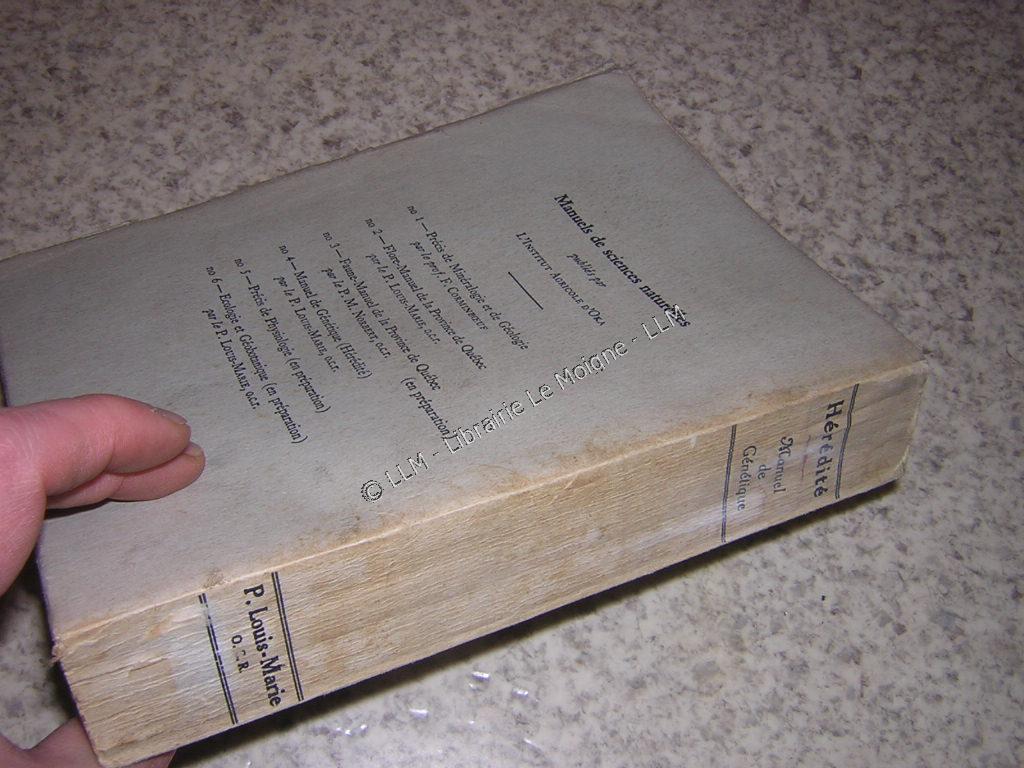 Manuels de sciences naturelles
publiés par
L'INSTITUT AGRICOLE D'OKA
no 1—Précis de Minéralogie et de Géologie
par le prof. F. CORMINBŒUF
no 2—Flore-Manuel de la Province de Québec
par le P. LOUIS-MARIE, O.C.R.
no 3—Faune-Manuel de la Province de Québec
par le P. M. NORBERT, O.C.R. (en préparation)
no 4—Manuel de Génétique (Hérédité)
par le P. LOUIS-MARIE, O.C.R.
no 5—Précis de Physiologie (en préparation)
no 6—Ecologie et Géobotanique (en préparation)
par le P. LOUIS-MARIE, O.C.R.
© LLM - Librairie Le Moigne - LLM
Hérédité
Manuel
de
Génétique
P. Louis-Marie
O.C.R.